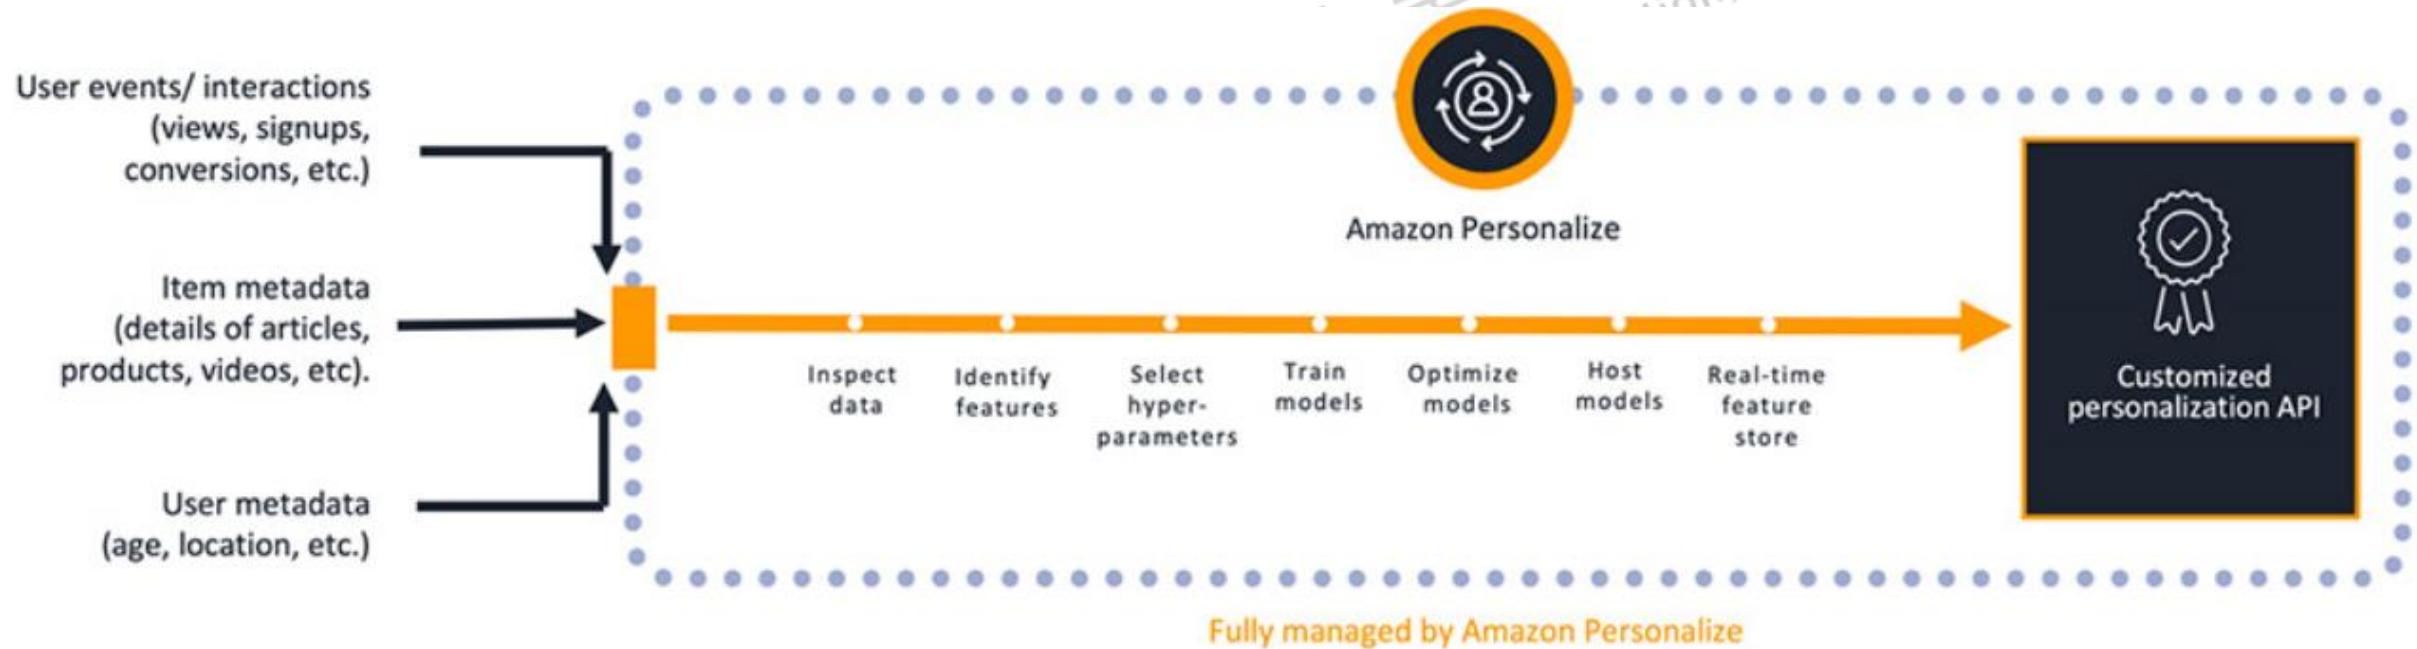 User events/ interactions
(views, signups,
conversions, etc.)
Item metadata
(details of articles,
products, videos, etc).
User metadata
(age, location, etc.)
Amazon Personalize
Inspect
data
Identify
features
Select
hyper-
parameters
Train
models
Optimize
models
Host
models
Real-time
feature
store
Customized
personalization API
Fully managed by Amazon Personalize